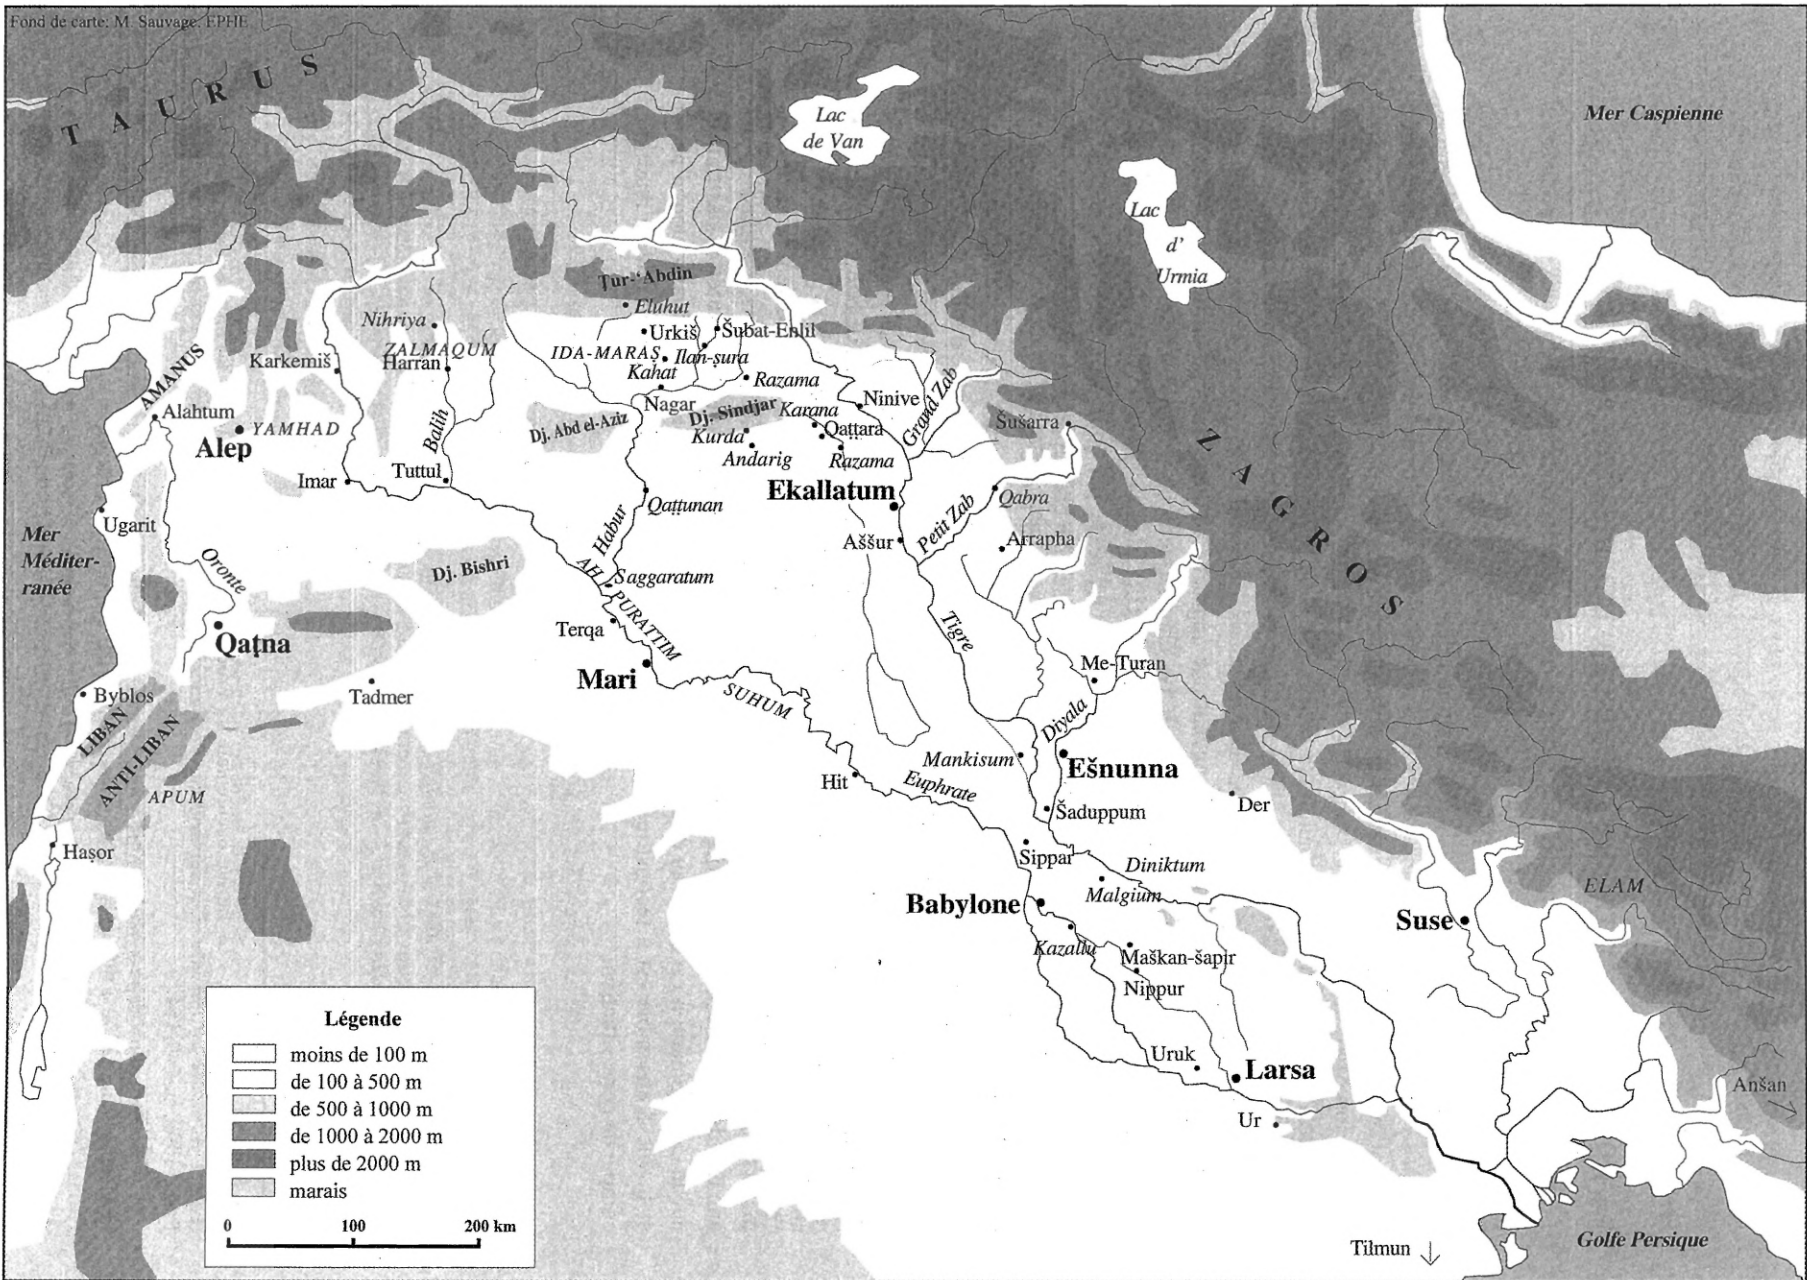 Fond de carte: M. Sauvage, EPHE
TAURUS
Lac
de Van
Mer Caspienne
Lac
d'
Urmia
Tur-‘Abdin
Eluhut
Nihriya
Urkiš
Šubat-Enlil
ZALMAQUM
IDA-MARAṢ
Ilan-ṣura
AMANUS
Karkemiš
Harran
Kahat
Razama
Ninive
Grand Zab
Alahtum
Nagar
Dj. Sindjar
Karana
YAMHAD
Alep
Balih
Dj. Abd el-Aziz
Kurda
Qaṭṭara
Šušarra
ZAGROS
Andarig
Razama
Imar
Tuttul
Ekallatum
Qaṭṭunan
Qabra
Ugarit
Habur
Petit Zab
Mer
Méditer-
ranée
Aššur
Arrapha
Oronte
Dj. Bishri
AH PURATTIM
Saggaratum
Terqa
Tigre
Qaṭna
Mari
Me-Turan
Byblos
Tadmer
SUHUM
Diyala
LIBAN
ANTI-LIBAN
Mankisum
Ešnunna
APUM
Hit
Euphrate
Der
Šaduppum
Haṣor
Sippar
Diniktum
Malgium
ELAM
Babylone
Suse
Kazallu
Maškan-šapir
Nippur
Uruk
Larsa
Anšan
Ur
Tilmun
Golfe Persique
Légende
moins de 100 m
de 100 à 500 m
de 500 à 1000 m
de 1000 à 2000 m
plus de 2000 m
marais
0 100 200 km